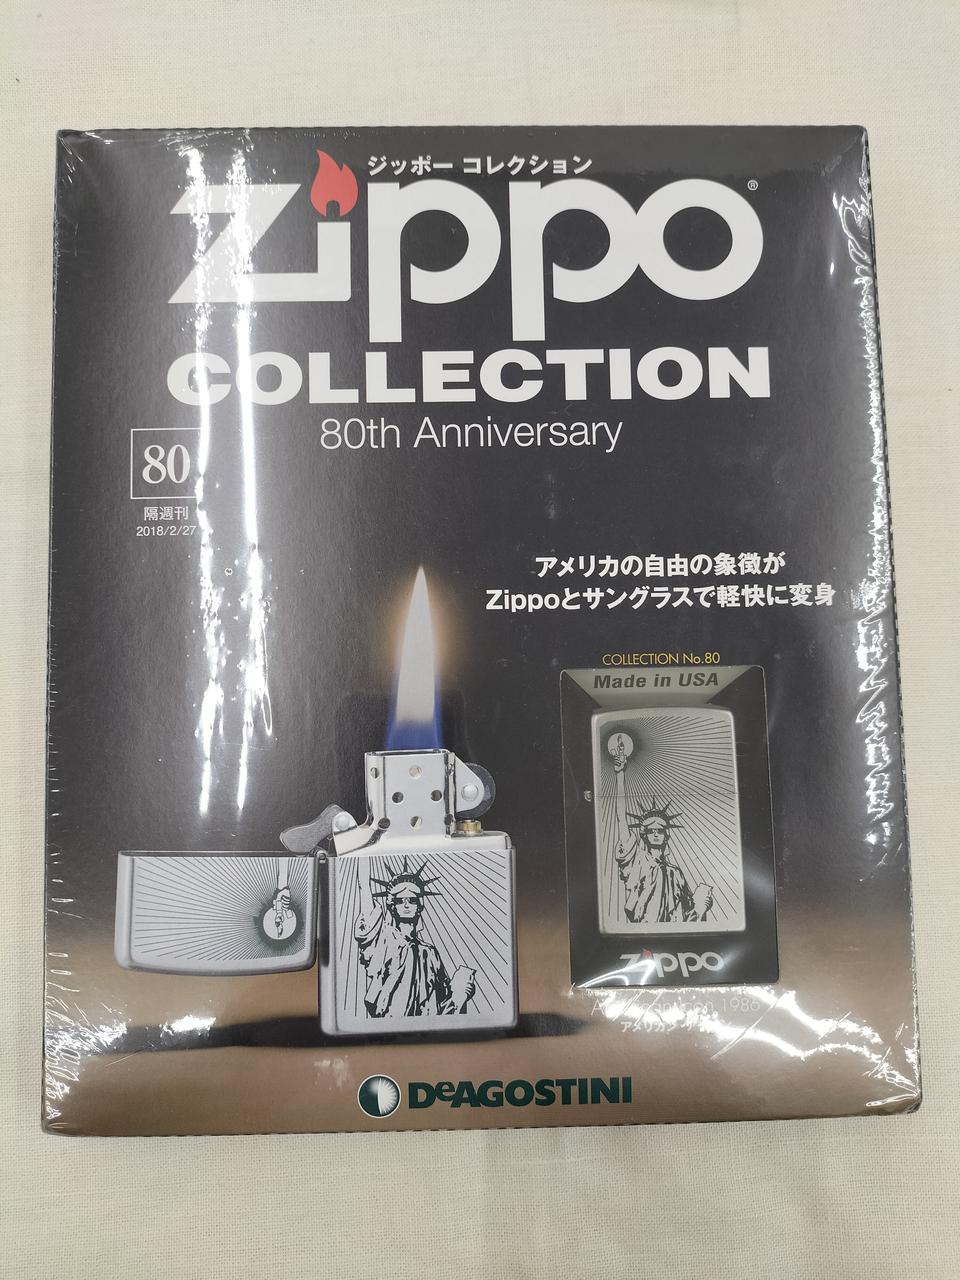 ジッポー コレクション
Zippo®
COLLECTION
80th Anniversary
80
隔週刊
2018/2/27
アメリカの自由の象徴が
Zippoとサングラスで軽快に変身
COLLECTION No.80
Made in USA
Zippo
1986
DeAGOSTINI